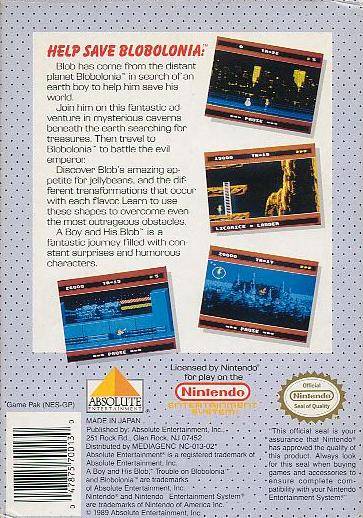 HELP SAVE BLOBOLONIA:™
Blob has come from the distant
planet Blobolonia™ in search of an
earth boy to help him save his
world.
Join him on this fantastic ad-
venture in mysterious caverns
beneath the earth searching for
treasures. Then travel to
Blobolonia™ to battle the evil
emperor.
Discover Blob's amazing ap-
petite for jellybeans, and the dif-
ferent transformations that occur
with each flavor. Learn to use
these shapes to overcome even
the most outrageous obstacles.
A Boy and His Blob™ is a
fantastic journey filled with con-
stant surprises and humorous
characters.
PAUSE
LICORICE = LADDER
PAUSE
PAUSE
*Game Pak (NES-GP)
ABSOLUTE
ENTERTAINMENT
Licensed by Nintendo®
for play on the
Nintendo
ENTERTAINMENT
SYSTEM
Official
Nintendo
Seal of Quality
MADE IN JAPAN
Published by: Absolute Entertainment, Inc.
251 Rock Rd., Glen Rock, NJ 07452
Distributed by MEDIAGENIC NC-013-02*
Absolute Entertainment® is a registered trademark of
Absolute Entertainment, Inc.
A Boy and His Blob™: Trouble on Blobolonia™
and Blobolonia™ are trademarks
of Absolute Entertainment, Inc.
Nintendo® and Nintendo Entertainment System®
are trademarks of Nintendo of America Inc.
© 1989 Absolute Entertainment, Inc.
"This official seal is your
assurance that Nintendo®
has approved the quality of
this product. Always look
for this seal when buying
games and accessories to
ensure complete com-
patibility with your Nintendo
Entertainment System."